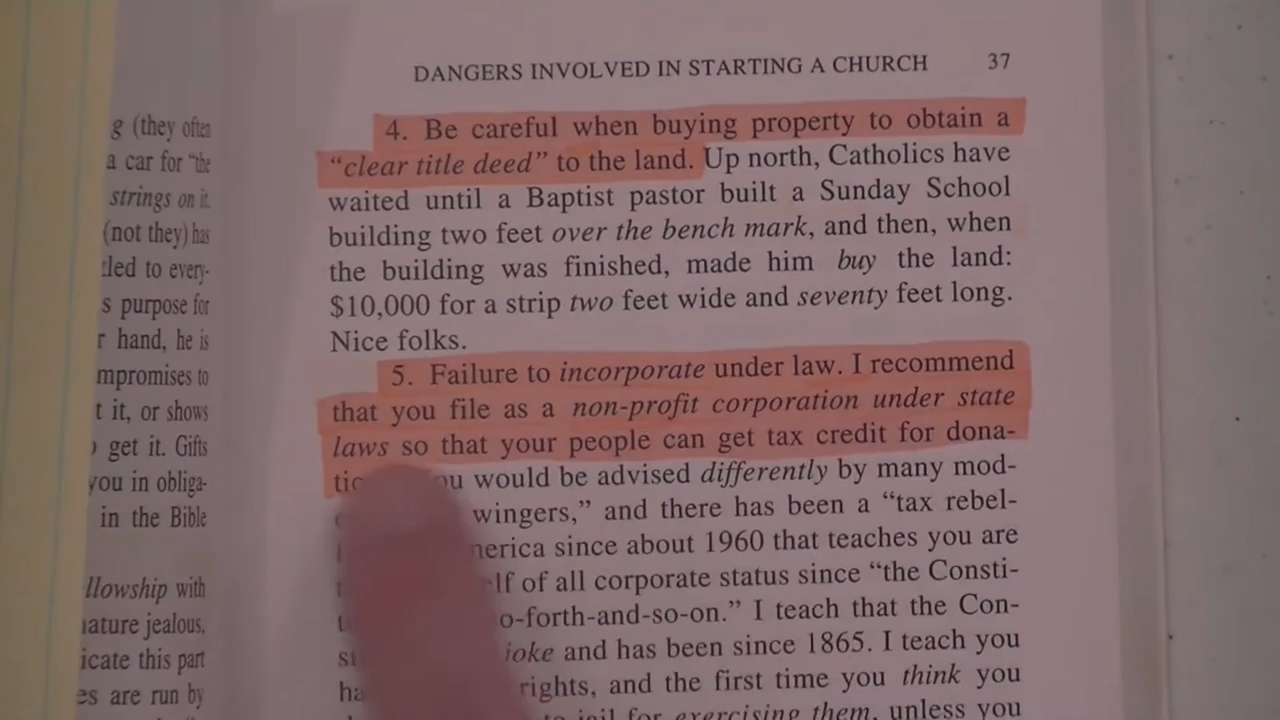 g (they often
a car for "the
strings on it.
(not they) has
to every-
s purpose for
r hand, he is
mpromises to
t it, or shows
get it. Gifts
you in obliga-
in the Bible
llowship with
nature jealous,
icate this part
es are run by
DANGERS INVOLVED IN STARTING A CHURCH 37
4. Be careful when buying property to obtain a
“clear title deed” to the land. Up north, Catholics have
waited until a Baptist pastor built a Sunday School
building two feet over the bench mark, and then, when
the building was finished, made him buy the land:
$10,000 for a strip two feet wide and seventy feet long.
Nice folks.
5. Failure to incorporate under law. I recommend
that you file as a non-profit corporation under state
laws so that your people can get tax credit for dona-
would be advised differently by many mod-
wingers,” and there has been a “tax rebel-
since about 1960 that teaches you are
of all corporate status since “the Consti-
o-forth-and-so-on.” I teach that the Con-
joke and has been since 1865. I teach you
rights, and the first time you think you
jail for exercising them, unless you